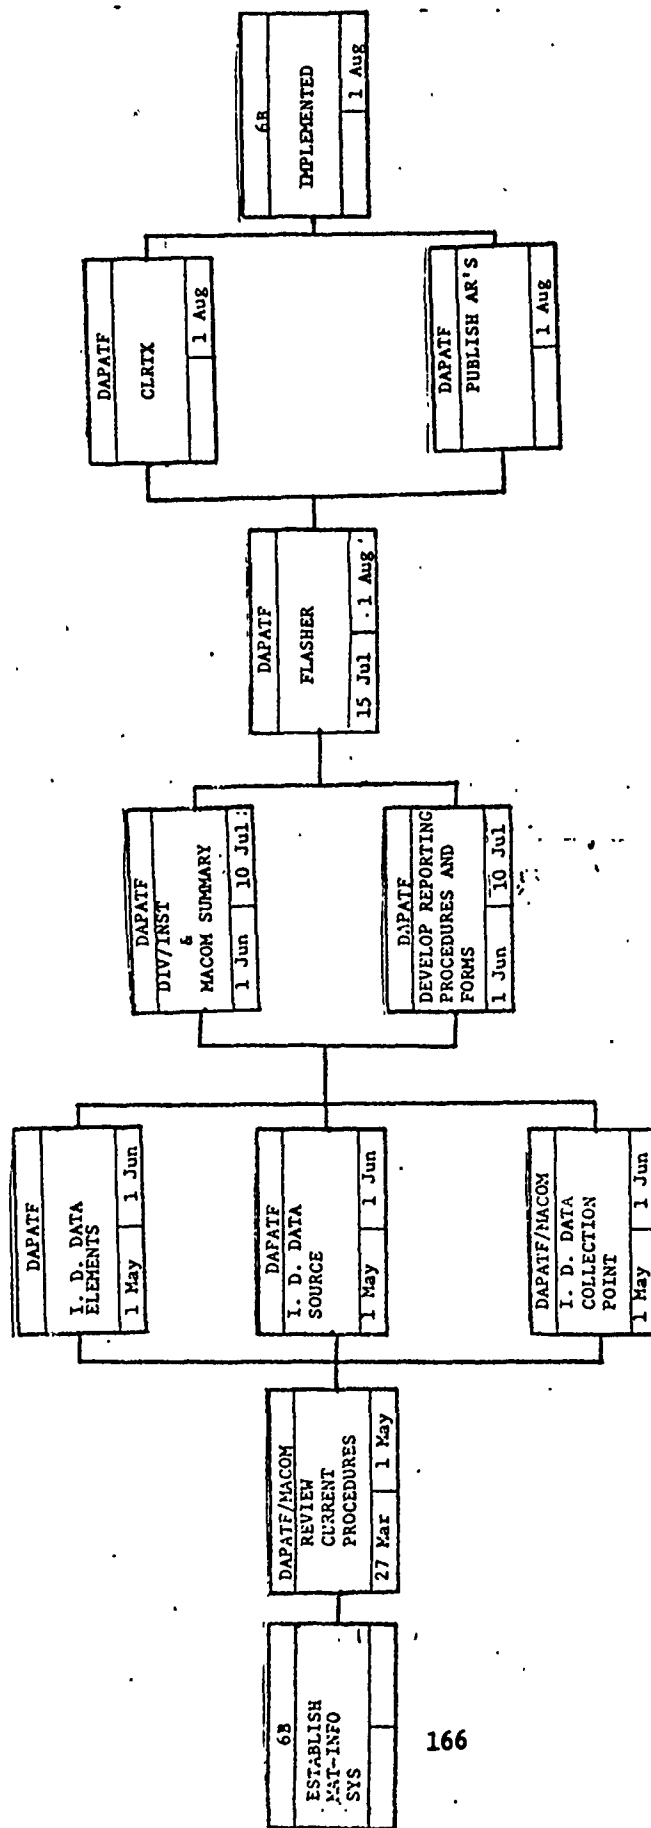 6B
ESTABLISH
MAT-INFO
SYS
DAPATF/MACOM
REVIEW
CURRENT
PROCEDURES
27 Mar 1 May
DAPATF
I. D. DATA
ELEMENTS
1 May 1 Jun
DAPATF
I. D. DATA
SOURCE
1 May 1 Jun
DAPATF/MACOM
I. D. DATA
COLLECTION
POINT
1 May 1 Jun
DAPATF
DIV/INST
&
MACOM SUMMARY
1 Jun 10 Jul
DAPATF
DEVELOP REPORTING
PROCEDURES AND
FORMS
1 Jun 10 Jul
DAPATF
FLASHER
15 Jul 1 Aug
DAPATF
CLRTX
1 Aug
DAPATF
PUBLISH AR'S
1 Aug
6B
IMPLEMENTED
1 Aug
166